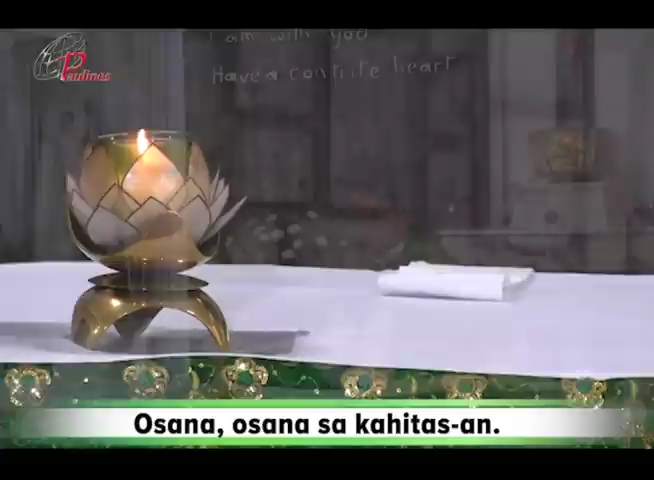 I am with you
Have a contrite heart
Paulines
Osana, osana sa kahitas-an.